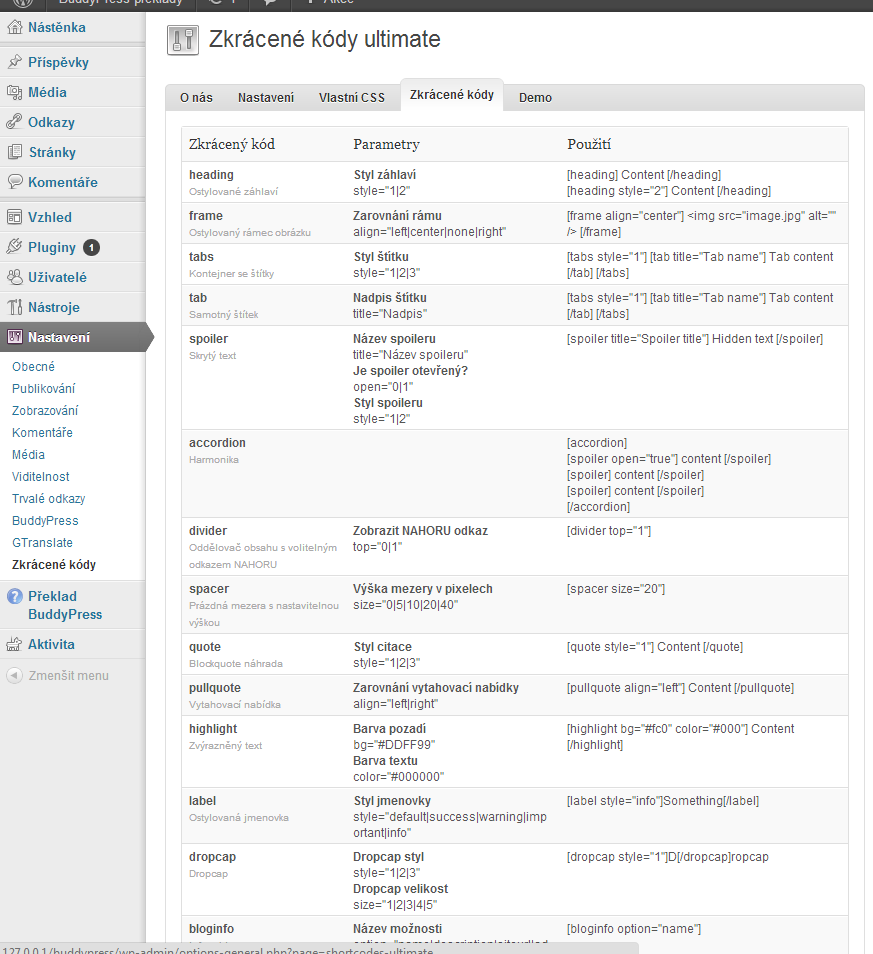 BuddyPress překlady
1
+ Akce
Nástěnka
Příspěvky
Média
Odkazy
Stránky
Komentáře
Vzhled
Pluginy 1
Uživatelé
Nástroje
Nastavení
Obecné
Publikování
Zobrazování
Komentáře
Média
Viditelnost
Trvalé odkazy
BuddyPress
GTranslate
Zkrácené kódy
Překlad
BuddyPress
Aktivita
Zmenšit menu
Zkrácené kódy ultimate
O nás Nastavení Vlastní CSS Zkrácené kódy Demo
Zkrácený kód Parametry Použití
heading Styl záhlaví [heading] Content [/heading]
Ostylované záhlaví style="1|2" [heading style="2"] Content [/heading]
frame Zarovnání rámu [frame align="center"] <img src="image.jpg" alt=""
Ostylovaný rámec obrázku align="left|center|none|right" /> [/frame]
tabs Styl štítku [tabs style="1"] [tab title="Tab name"] Tab content
Kontejner se štítky style="1|2|3" [/tab] [/tabs]
tab Nadpis štítku [tabs style="1"] [tab title="Tab name"] Tab content
Samotný štítek title="Nadpis" [/tab] [/tabs]
spoiler Název spoileru [spoiler title="Spoiler title"] Hidden text [/spoiler]
Skrytý text title="Název spoileru"
Je spoiler otevřený?
open="0|1"
Styl spoileru
style="1|2"
accordion [accordion]
Harmonika [spoiler open="true"] content [/spoiler]
[spoiler] content [/spoiler]
[spoiler] content [/spoiler]
[/accordion]
divider Zobrazit NAHORU odkaz [divider top="1"]
Oddělovač obsahu s volitelným top="0|1"
odkazem NAHORU
spacer Výška mezery v pixelech [spacer size="20"]
Prázdná mezera s nastavitelnou size="0|5|10|20|40"
výškou
quote Styl citace [quote style="1"] Content [/quote]
Blockquote náhrada style="1|2|3"
pullquote Zarovnání vytahovací nabídky [pullquote align="left"] Content [/pullquote]
Vytahovací nabídka align="left|right"
highlight Barva pozadí [highlight bg="#fc0" color="#000"] Content
Zvýrazněný text bg="#DDFF99" [/highlight]
Barva textu
color="#000000"
label Styl jmenovky [label style="info"]Something[/label]
Ostylovaná jmenovka style="default|success|warning|imp
ortant|info"
dropcap Dropcap styl [dropcap style="1"]D[/dropcap]ropcap
Dropcap style="1|2|3"
Dropcap velikost
size="1|2|3|4|5"
bloginfo Název možnosti [bloginfo option="name"]
127.0.0.1/buddypress/wp-admin/options-general.php?page=shortcodes-ultimate